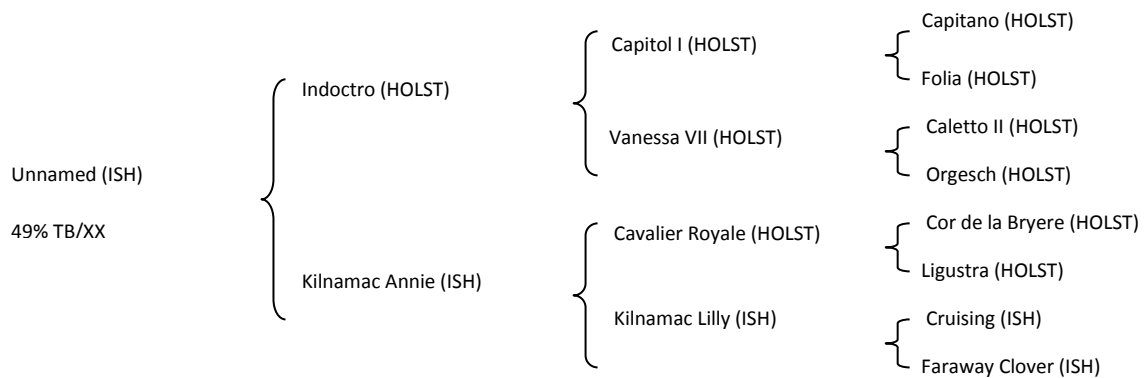 Unnamed (ISH)
49% TB/XX
Indoctro (HOLST)
Kilnamac Annie (ISH)
Capitol I (HOLST)
Vanessa VII (HOLST)
Cavalier Royale (HOLST)
Kilnamac Lilly (ISH)
Capitano (HOLST)
Folia (HOLST)
Caletto II (HOLST)
Orgesch (HOLST)
Cor de la Bryere (HOLST)
Ligustra (HOLST)
Cruising (ISH)
Faraway Clover (ISH)